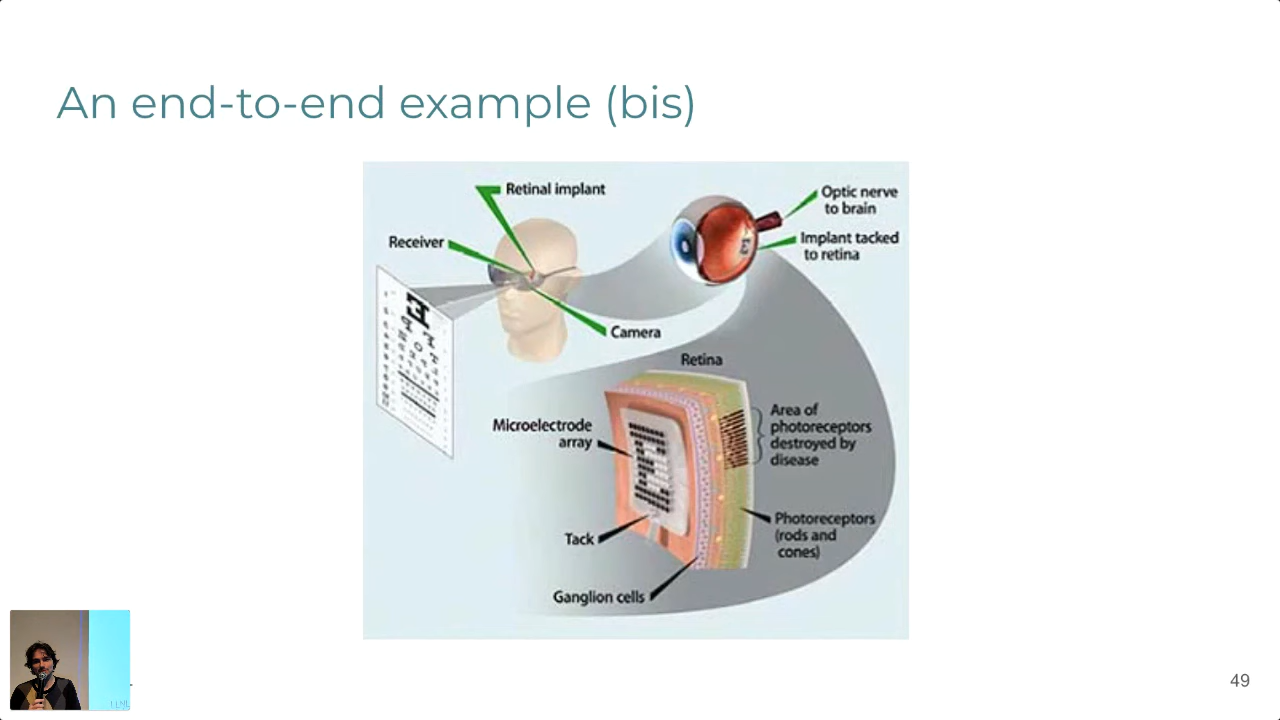 An end-to-end example (bis)
Retinal implant
Receiver
Camera
Optic nerve
to brain
Implant tacked
to retina
Retina
Microelectrode
array
Area of
photoreceptors
destroyed by
disease
Tack
Photoreceptors
(rods and
cones)
Ganglion cells
49